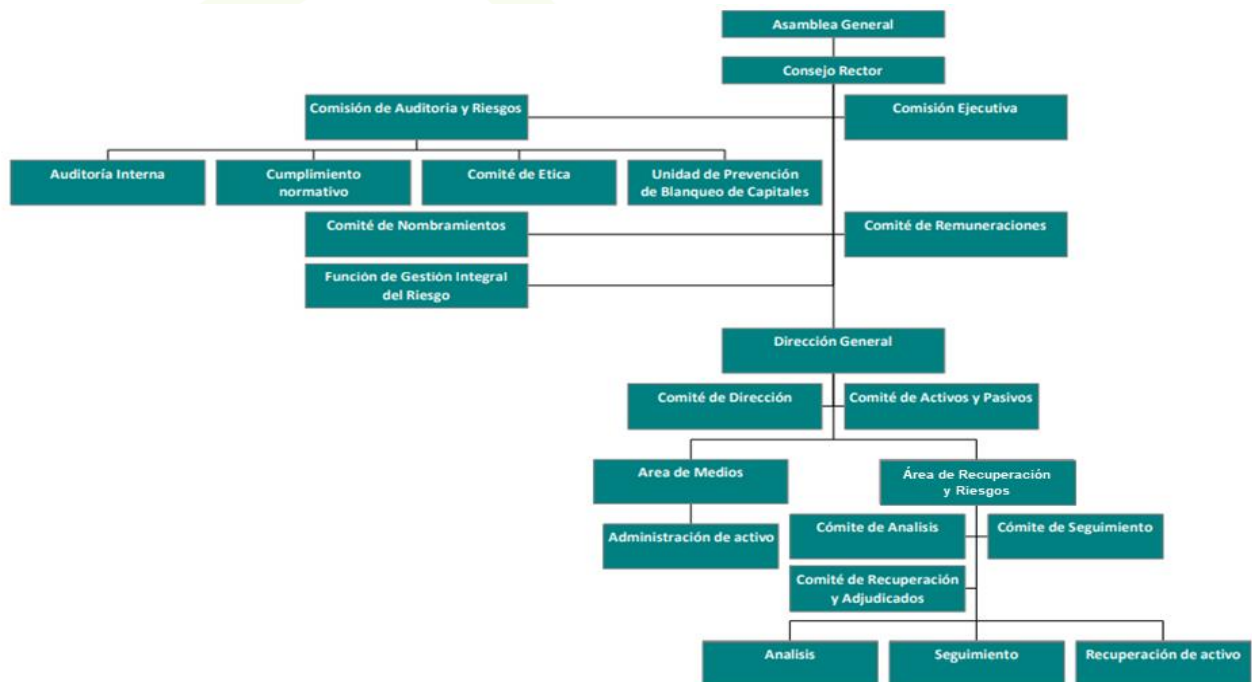 Asamblea General
Consejo Rector
Comisión de Auditoria y Riesgos
Comisión Ejecutiva
Auditoría Interna
Cumplimiento
normativo
Comité de Etica
Unidad de Prevención
de Blanqueo de Capitales
Comité de Nombramientos
Comité de Remuneraciones
Función de Gestión Integral
del Riesgo
Dirección General
Comité de Dirección
Comité de Activos y Pasivos
Area de Medios
Área de Recuperación
y Riesgos
Administración de activo
Cómite de Analisis
Cómite de Seguimiento
Comité de Recuperación
y Adjudicados
Analisis
Seguimiento
Recuperación de activo